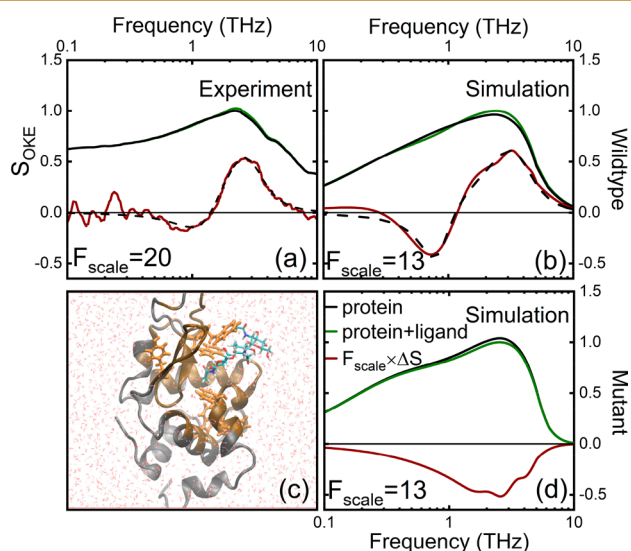 Frequency (THz)
Frequency (THz)
0.1 1 10
1 10
1.5
1.0
0.5
0.0
-0.5
S_OKE
Experiment
F_scale=20
(a)
Simulation
F_scale=13
(b)
1.5
1.0
0.5
0.0
-0.5
Wildtype
(c)
protein
protein+ligand
F_scale×ΔS
Simulation
F_scale=13
(d)
1.5
1.0
0.5
0.0
-0.5
Mutant
0.1 1 10
Frequency (THz)